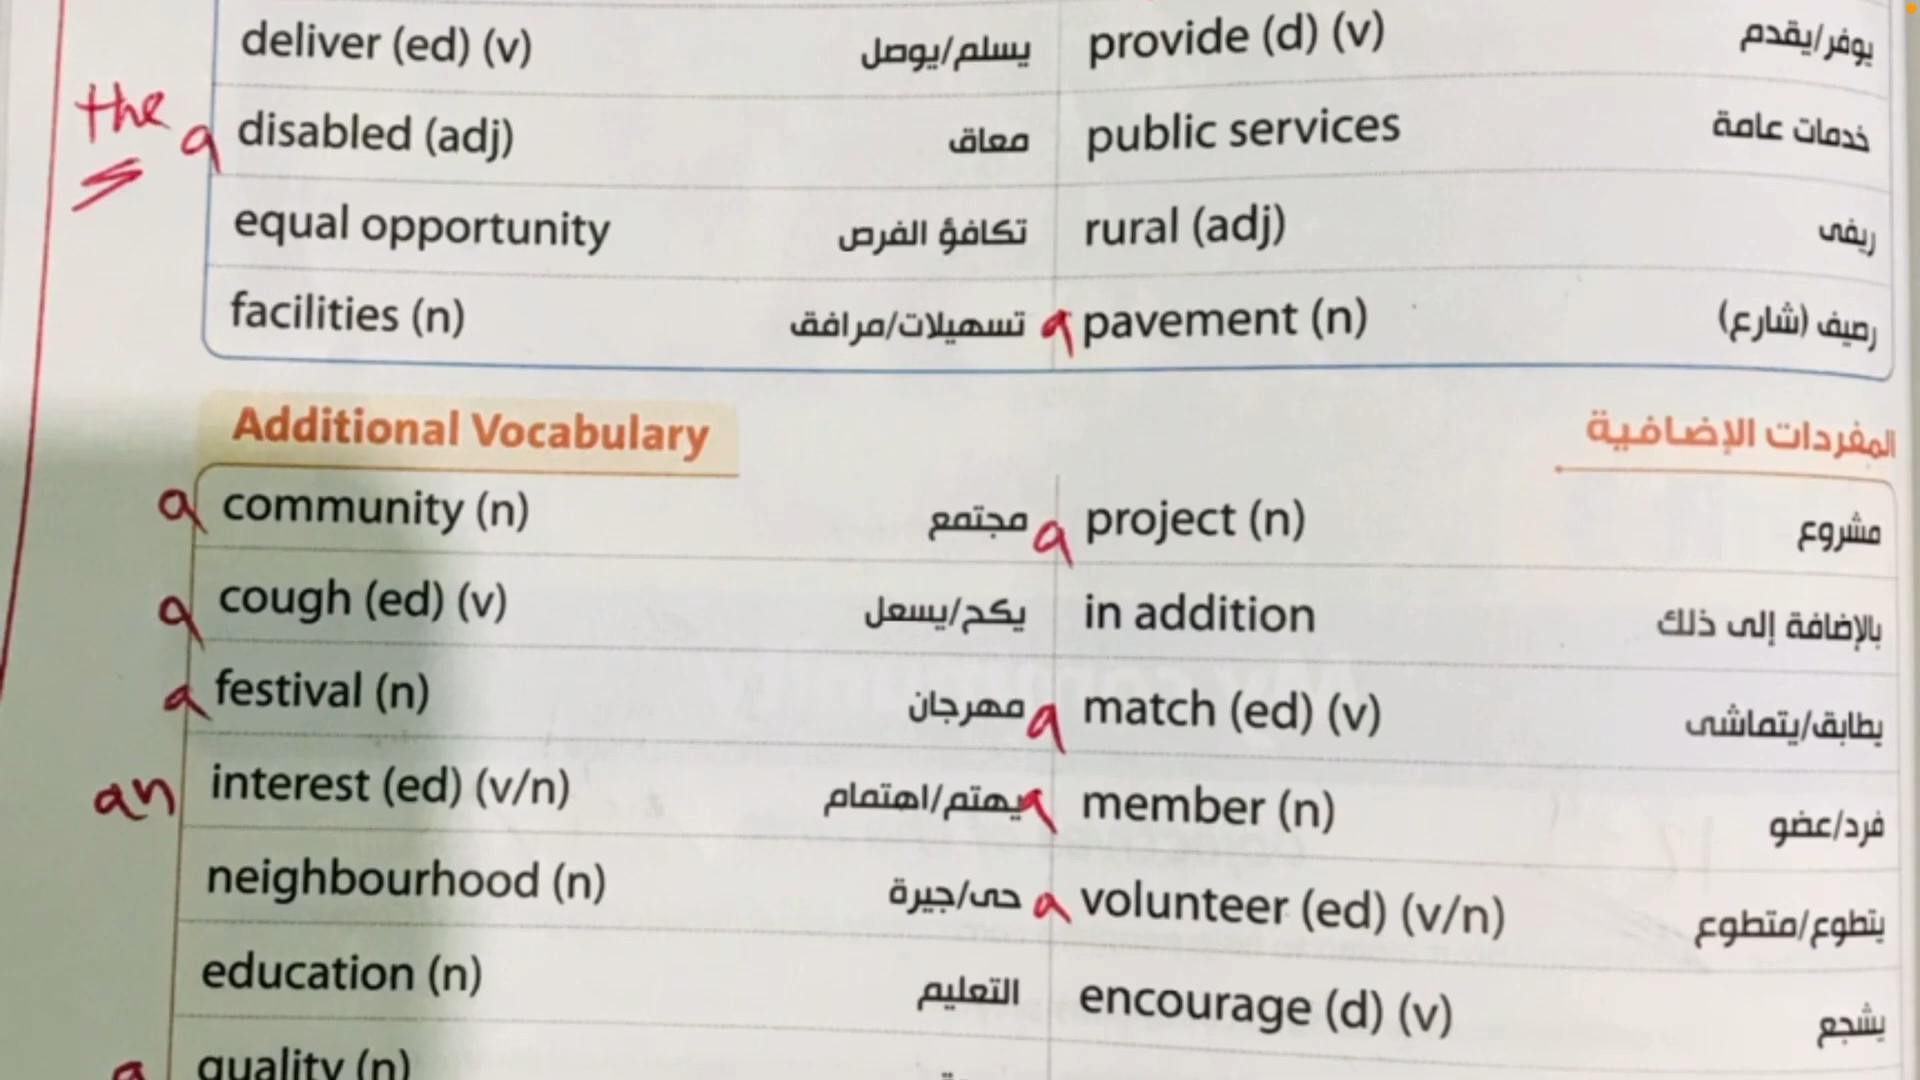 deliver (ed) (v) يسلم/يوصل provide (d) (v) يوفر/يقدم
the a disabled (adj) معاق public services خدمات عامة
equal opportunity تكافؤ الفرص rural (adj) ريفى
facilities (n) تسهيلات/مرافق a pavement (n) رصيف (شارع)
Additional Vocabulary المفردات الإضافية
a community (n) مجتمع a project (n) مشروع
a cough (ed) (v) يكح/يسعل in addition بالإضافة إلى ذلك
a festival (n) مهرجان a match (ed) (v) يطابق/يتماشى
an interest (ed) (v/n) يهتم/اهتمام a member (n) فرد/عضو
neighbourhood (n) حى/جيرة a volunteer (ed) (v/n) يتطوع/متطوع
education (n) التعليم encourage (d) (v) يشجع
a quality (n)